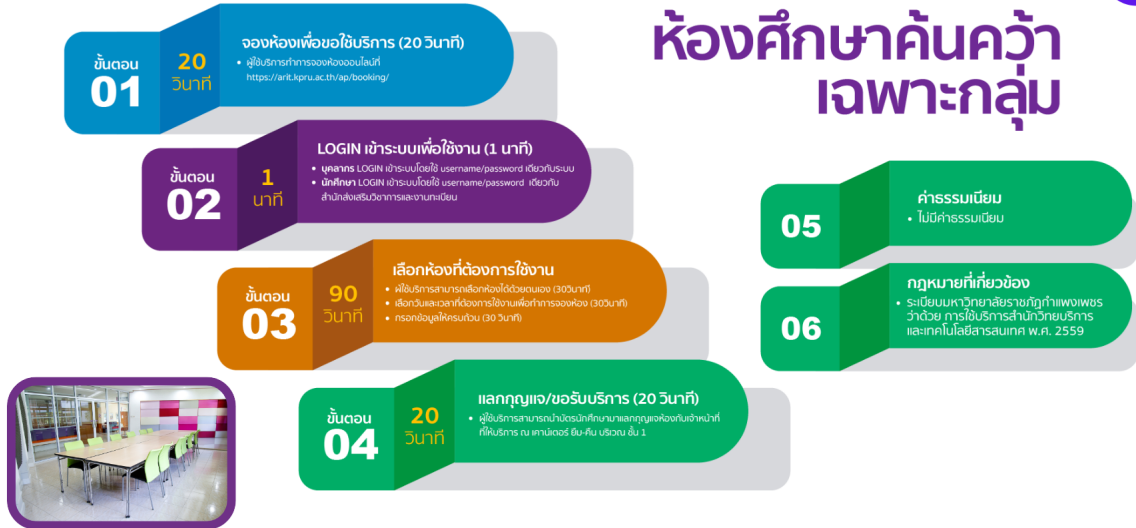 ห้องศึกษาค้นคว้า
เฉพาะกลุ่ม
ขั้นตอน
01
20
วินาที
จองห้องเพื่อขอใช้บริการ (20 วินาที)
• ผู้ใช้บริการทำการจองห้องออนไลน์ที่
https://arit.kpru.ac.th/ap/booking/
ขั้นตอน
02
1
นาที
LOGIN เข้าระบบเพื่อใช้งาน (1 นาที)
• บุคลากร LOGIN เข้าระบบโดยใช้ username/password เดียวกับระบบ
• นักศึกษา LOGIN เข้าระบบโดยใช้ username/password เดียวกับ
สำนักส่งเสริมวิชาการและงานทะเบียน
ขั้นตอน
03
90
วินาที
เลือกห้องที่ต้องการใช้งาน
• ผู้ใช้บริการสามารถเลือกห้องได้ด้วยตนเอง (30วินาที)
• เลือกวันและเวลาที่ต้องการใช้งานเพื่อทำการจองห้อง (30วินาที)
• กรอกข้อมูลให้ครบถ้วน (30 วินาที)
ขั้นตอน
04
20
วินาที
แลกกุญแจ/ขอรับบริการ (20 วินาที)
• ผู้ใช้บริการสามารถนำบัตรนักศึกษามาแลกกุญแจห้องกับเจ้าหน้าที่
ที่ให้บริการ ณ เคาน์เตอร์ ยืม-คืน บริเวณ ชั้น 1
05
ค่าธรรมเนียม
• ไม่มีค่าธรรมเนียม
06
กฎหมายที่เกี่ยวข้อง
• ระเบียบมหาวิทยาลัยราชภัฏกำแพงเพชร
ว่าด้วย การใช้บริการสำนักวิทยบริการ
และเทคโนโลยีสารสนเทศ พ.ศ. 2559